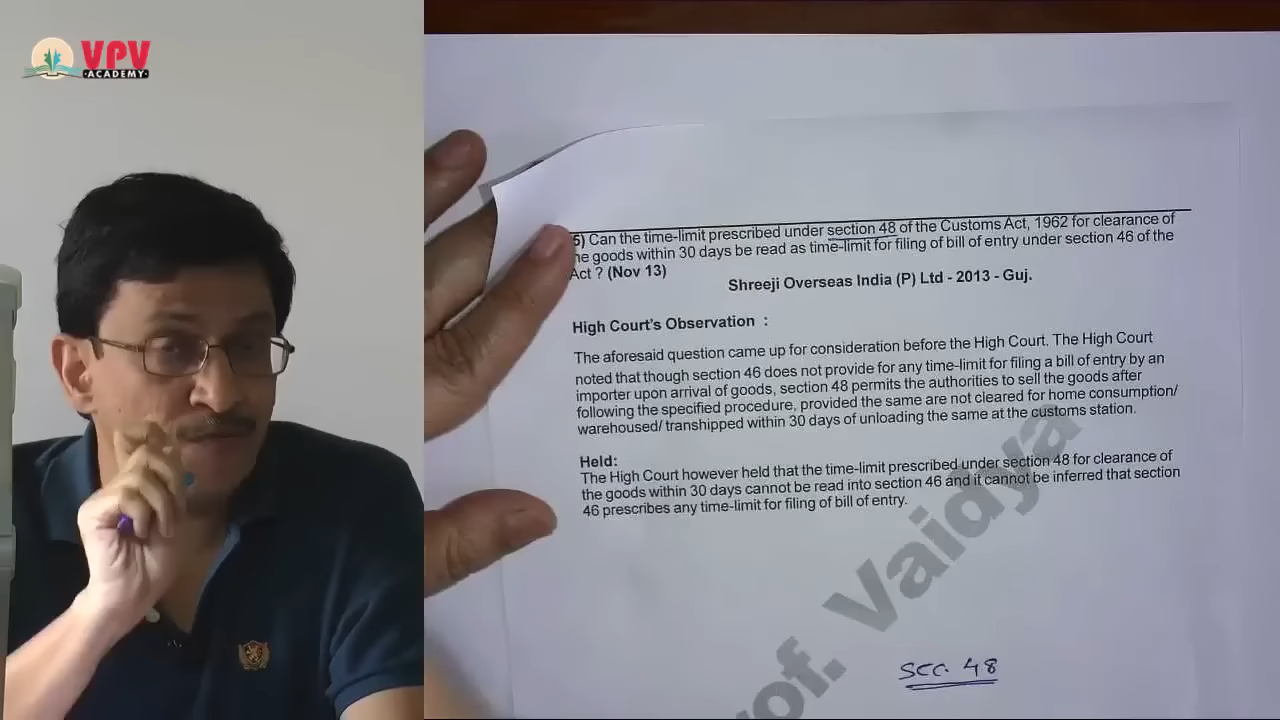 VPV
ACADEMY
5) Can the time-limit prescribed under section 48 of the Customs Act, 1962 for clearance of
he goods within 30 days be read as time-limit for filing of bill of entry under section 46 of the
Act ? (Nov 13)
Shreeji Overseas India (P) Ltd - 2013 - Guj.
High Court's Observation :
The aforesaid question came up for consideration before the High Court. The High Court
noted that though section 46 does not provide for any time-limit for filing a bill of entry by an
importer upon arrival of goods, section 48 permits the authorities to sell the goods after
following the specified procedure, provided the same are not cleared for home consumption/
warehoused/ transhipped within 30 days of unloading the same at the customs station.
Held:
The High Court however held that the time-limit prescribed under section 48 for clearance of
the goods within 30 days cannot be read into section 46 and it cannot be inferred that section
46 prescribes any time-limit for filing of bill of entry.
rof. Vaidya
SEC. 48